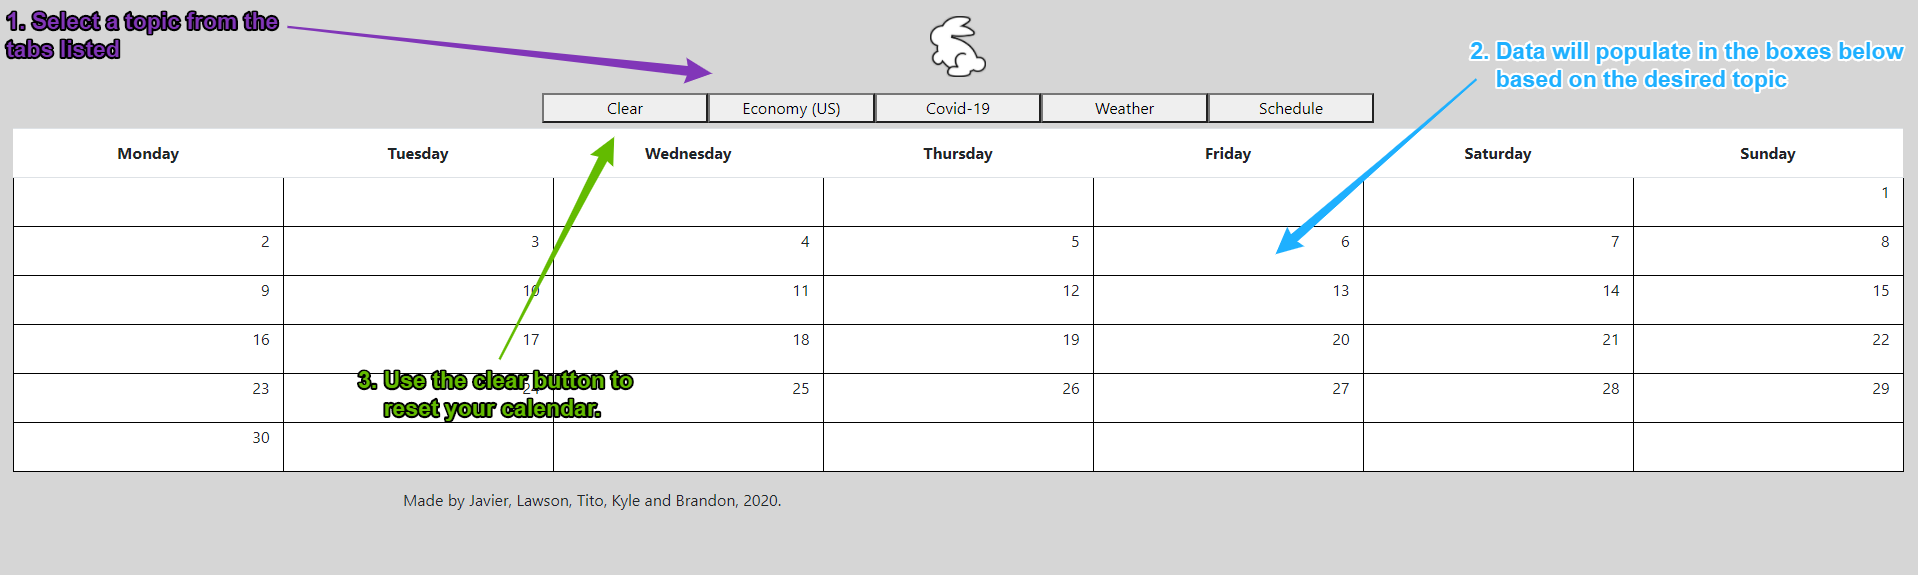 1. Select a topic from the
tabs listed
2. Data will populate in the boxes below
based on the desired topic
Clear Economy (US) Covid-19 Weather Schedule
Monday Tuesday Wednesday Thursday Friday Saturday Sunday
1
2 3 4 5 6 7 8
9 10 11 12 13 14 15
16 17 18 19 20 21 22
3. Use the clear button to
reset your calendar.
23 24 25 26 27 28 29
30
Made by Javier, Lawson, Tito, Kyle and Brandon, 2020.